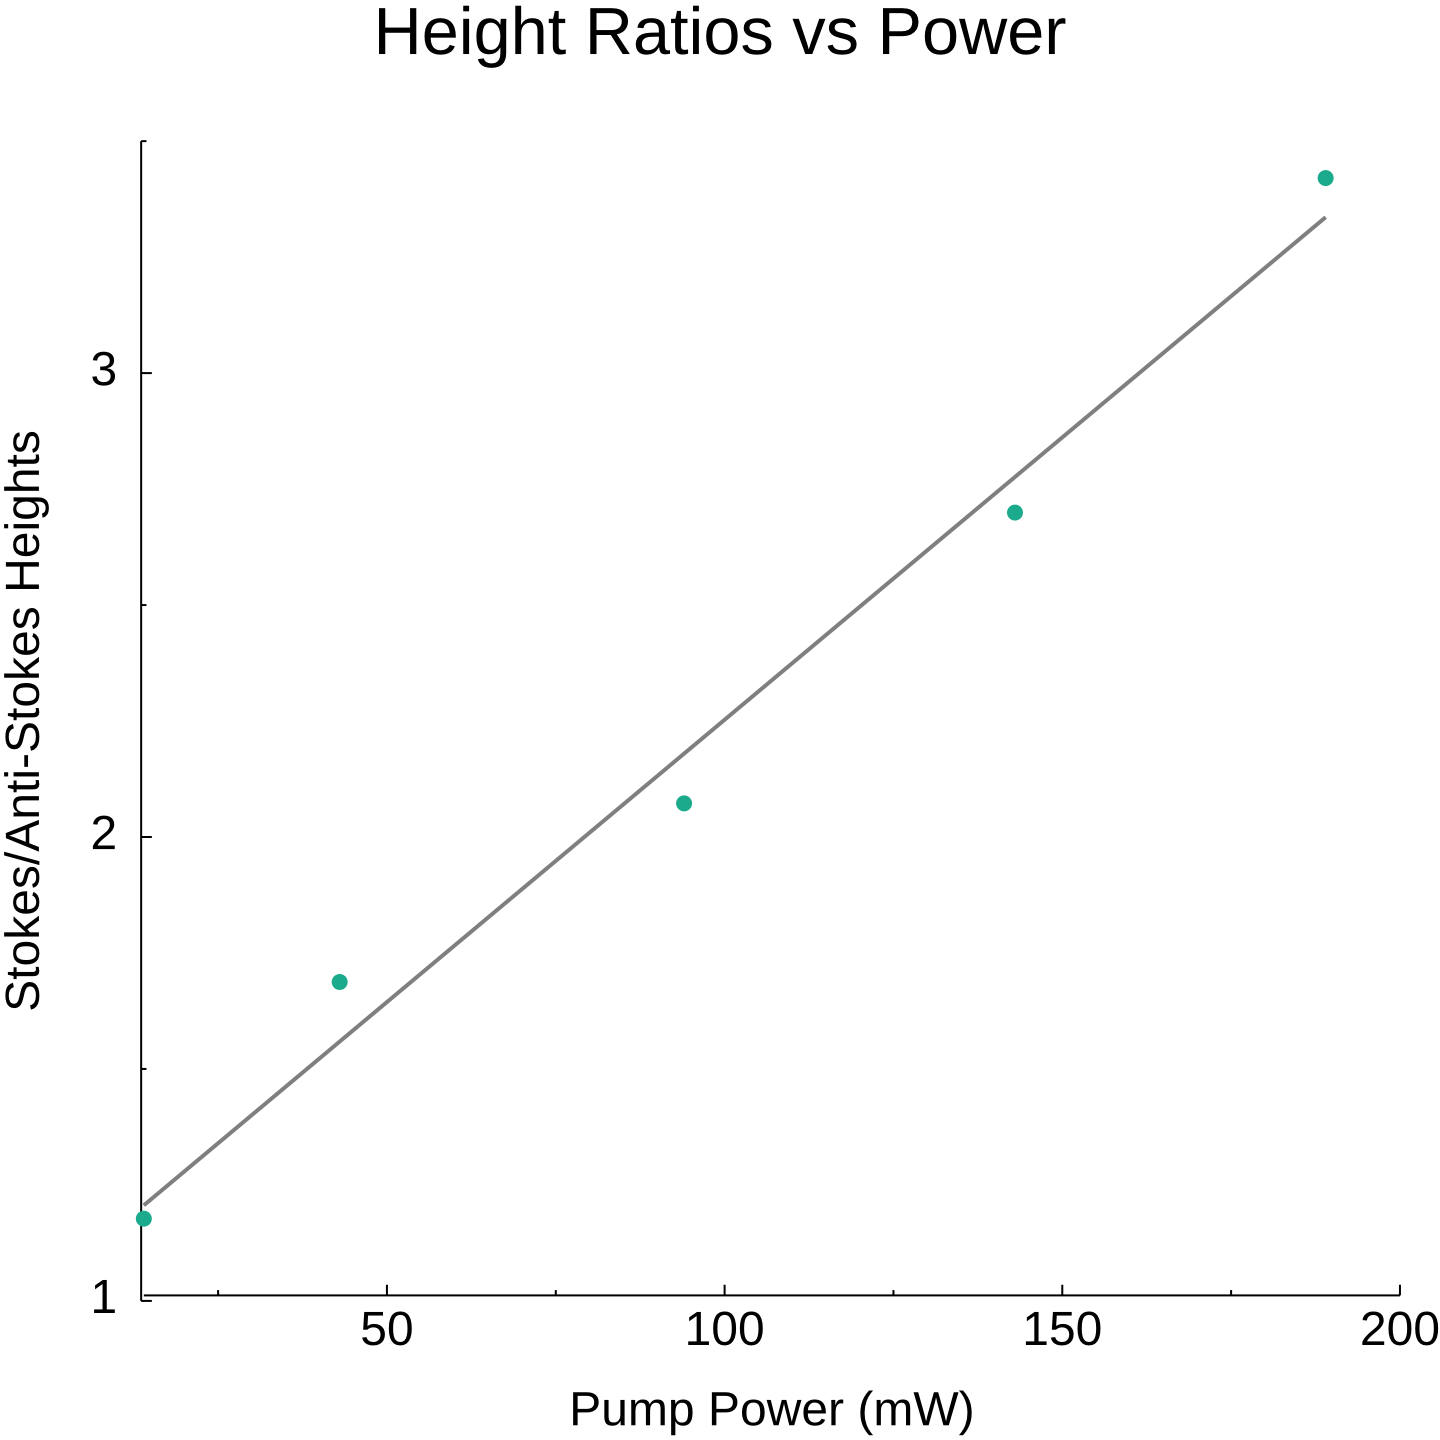 Height Ratios vs Power
Stokes/Anti-Stokes Heights
3
2
1
50 100 150 200
Pump Power (mW)